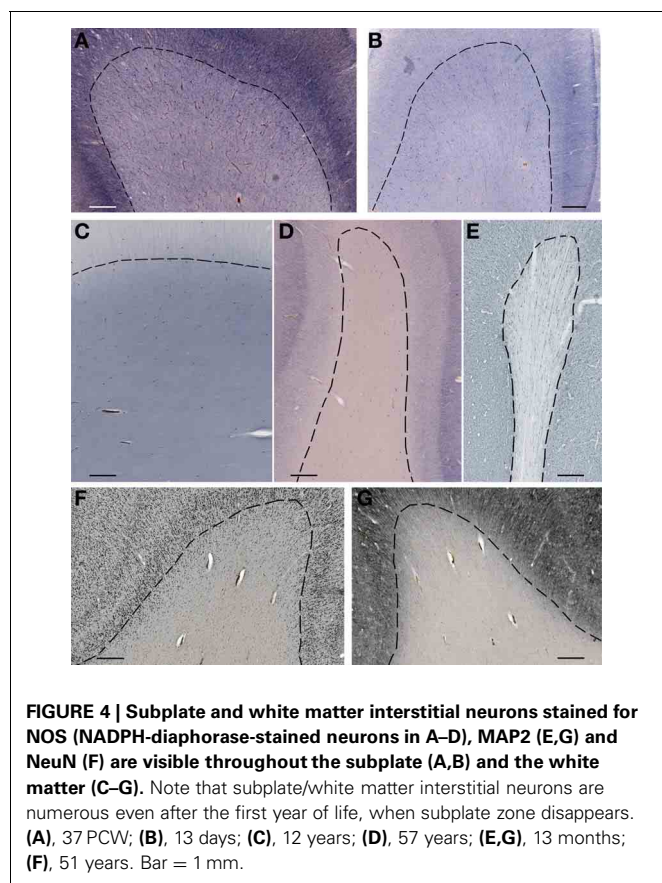 A
B
C
D
E
F
G
FIGURE 4 | Subplate and white matter interstitial neurons stained for
NOS (NADPH-diaphorase-stained neurons in A–D), MAP2 (E,G) and
NeuN (F) are visible throughout the subplate (A,B) and the white
matter (C–G). Note that subplate/white matter interstitial neurons are
numerous even after the first year of life, when subplate zone disappears.
(A), 37 PCW; (B), 13 days; (C), 12 years; (D), 57 years; (E,G), 13 months;
(F), 51 years. Bar = 1 mm.